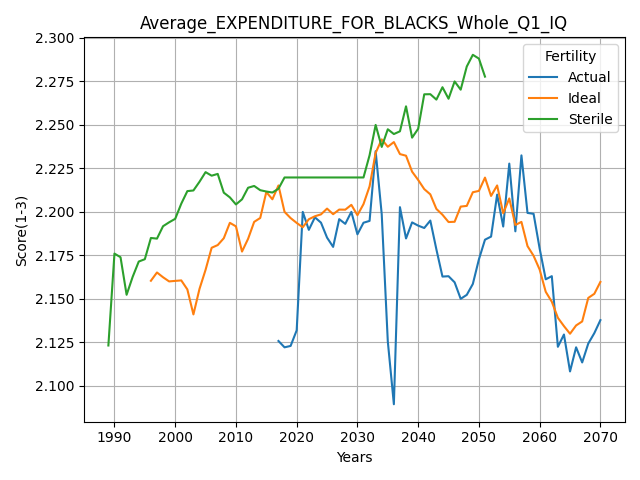 Average_EXPENDITURE_FOR_BLACKS_Whole_Q1_IQ
Score(1-3)
2.300
2.275
2.250
2.225
2.200
2.175
2.150
2.125
2.100
Fertility
Actual
Ideal
Sterile
1990 2000 2010 2020 2030 2040 2050 2060 2070
Years